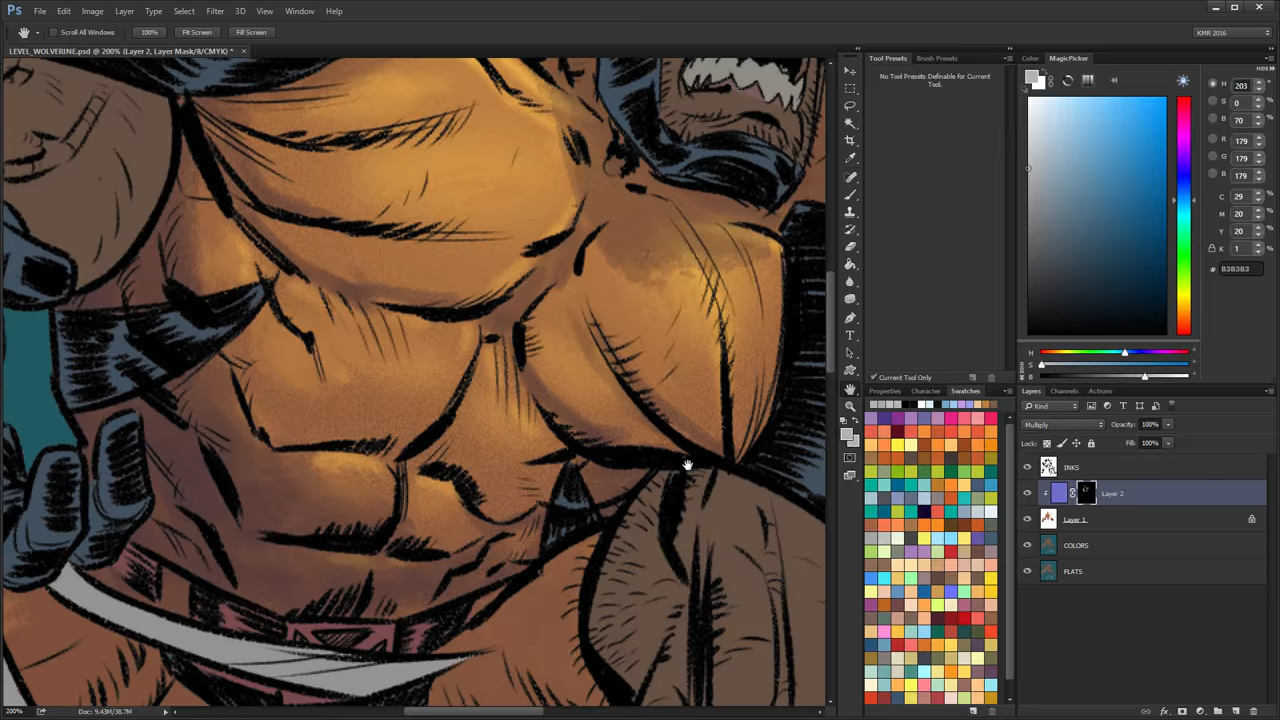 Ps File Edit Image Layer Type Select Filter 3D View Window Help
Scroll All Windows 100% Fit Screen Fill Screen KMR 2016
LEVEL_WOLVERINE.psd @ 200% (Layer 2, Layer Mask/8/CMYK) * ×
Tool Presets Brush Presets
No Tool Presets Definable for Current Tool.
Current Tool Only
Color MagicPicker
HIDE
H 203 °
S 0 %
B 70 %
R 179
G 179
B 179
C 29 %
M 20 %
Y 20 %
K 1 %
# B3B3B3
H
S
B
Properties Character Swatches
Layers Channels Actions
Kind
Multiply Opacity: 100%
Lock: Fill: 100%
INKS
Layer 2
Layer 1
COLORS
FLATS
200% Doc: 9.43M/38.7M